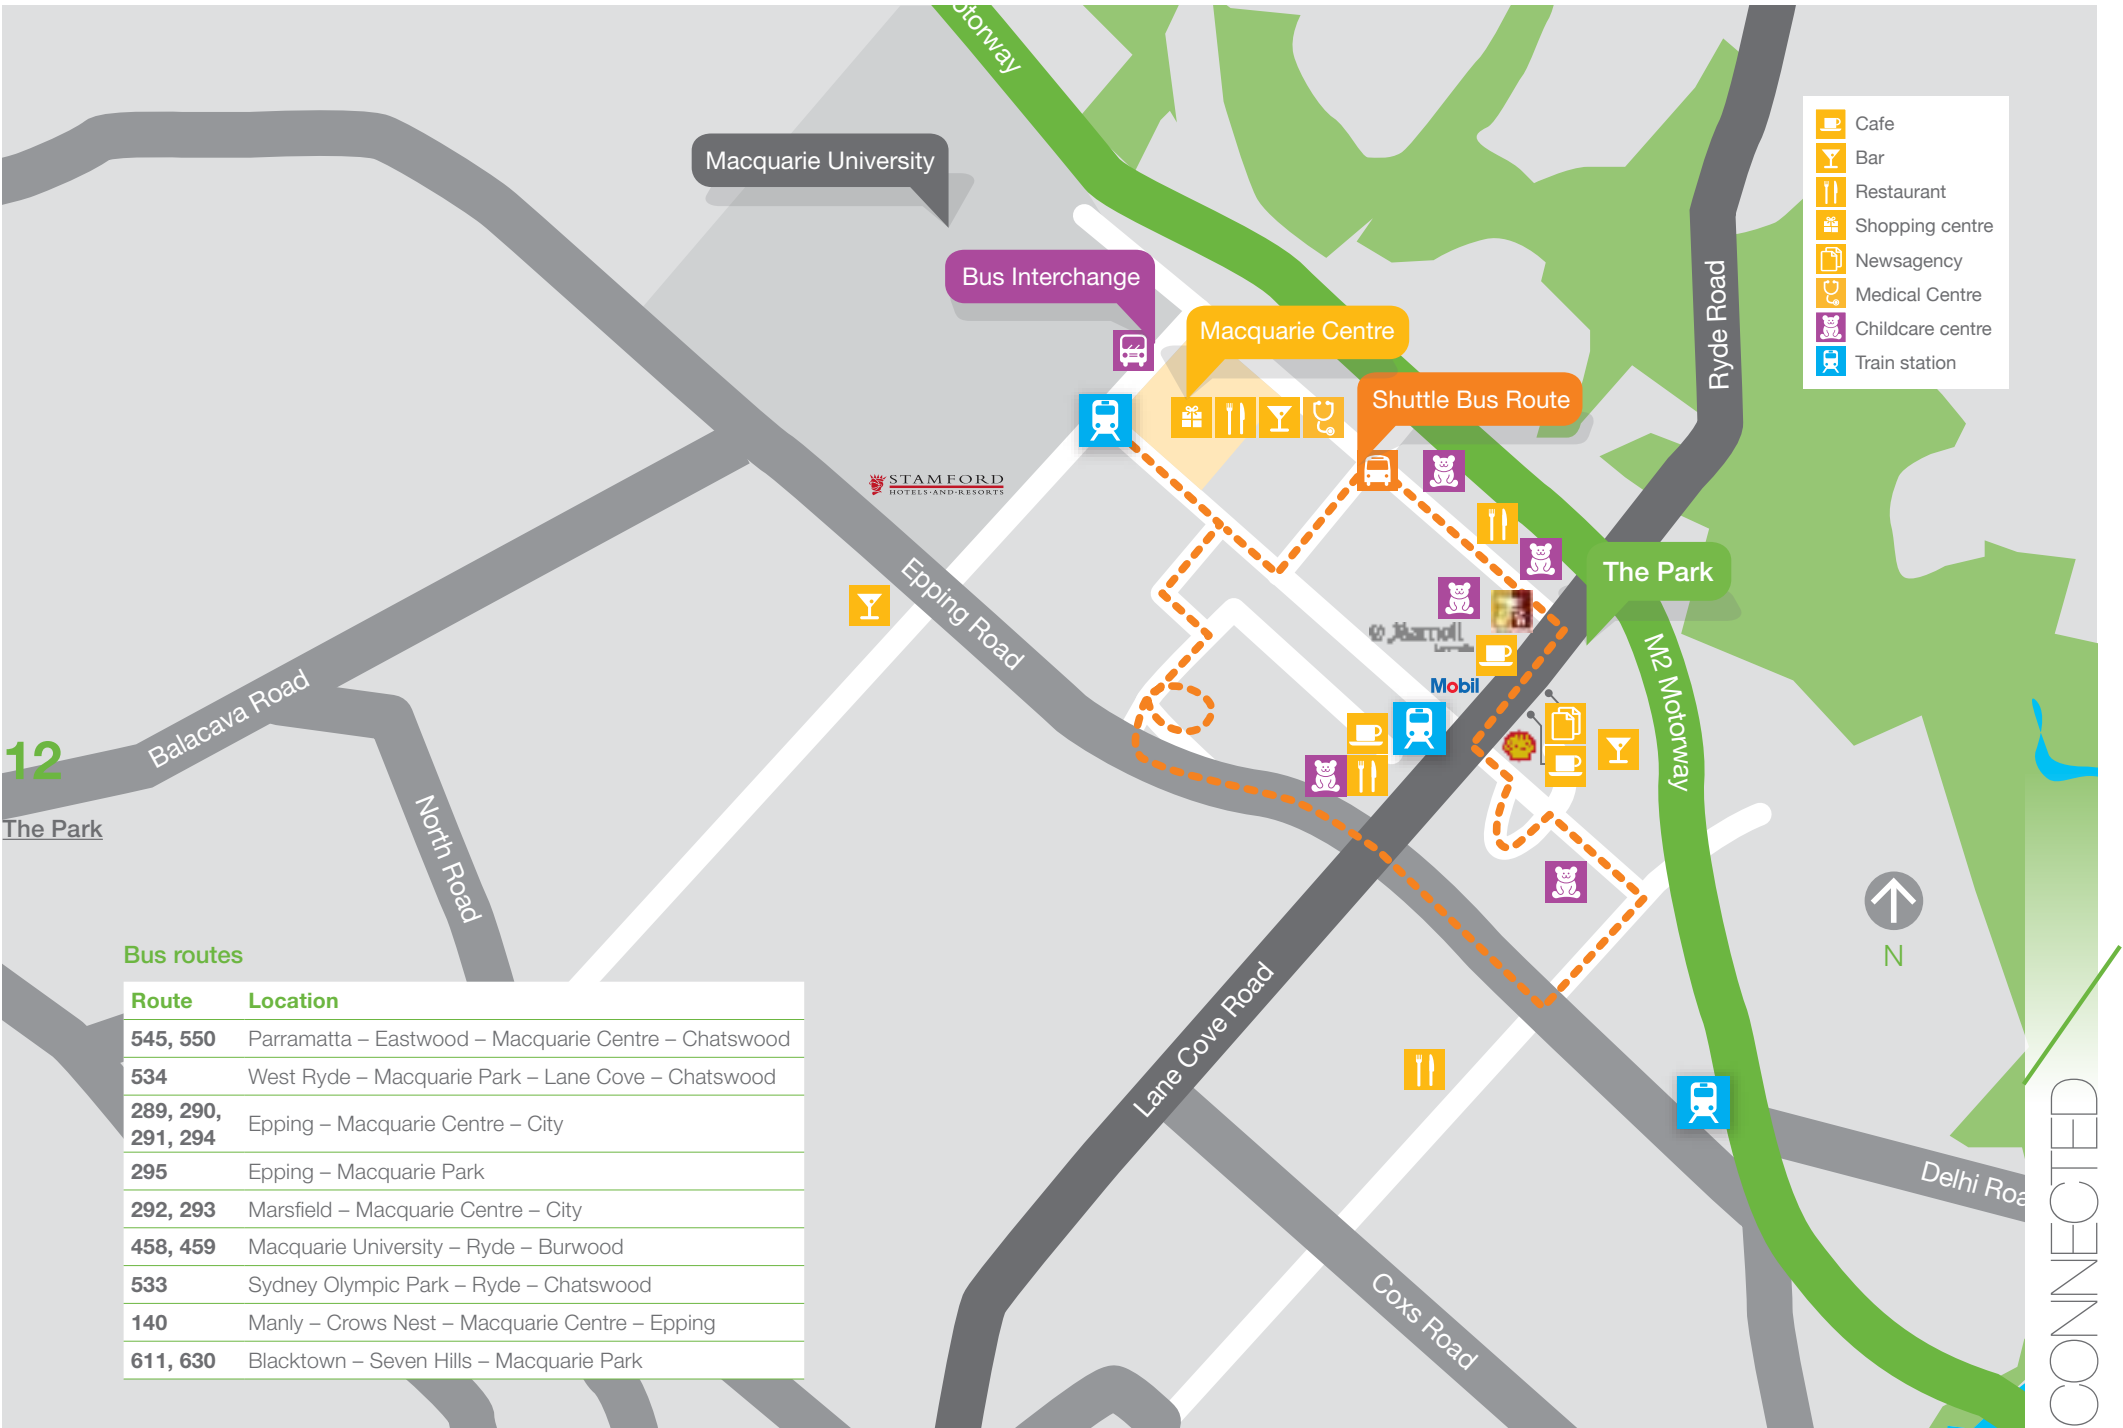 otorway
Macquarie University
Bus Interchange
Macquarie Centre
Shuttle Bus Route
Ryde Road
Cafe
Bar
Restaurant
Shopping centre
Newsagency
Medical Centre
Childcare centre
Train station
STAMFORD
HOTELS·AND·RESORTS
Epping Road
The Park
M2 Motorway
Mobil
Balacava Road
12
The Park
North Road
N
Lane Cove Road
Delhi Roa
Coxs Road
CONNECTED
Bus routes
Route Location
545, 550 Parramatta – Eastwood – Macquarie Centre – Chatswood
534 West Ryde – Macquarie Park – Lane Cove – Chatswood
289, 290,
291, 294 Epping – Macquarie Centre – City
295 Epping – Macquarie Park
292, 293 Marsfield – Macquarie Centre – City
458, 459 Macquarie University – Ryde – Burwood
533 Sydney Olympic Park – Ryde – Chatswood
140 Manly – Crows Nest – Macquarie Centre – Epping
611, 630 Blacktown – Seven Hills – Macquarie Park